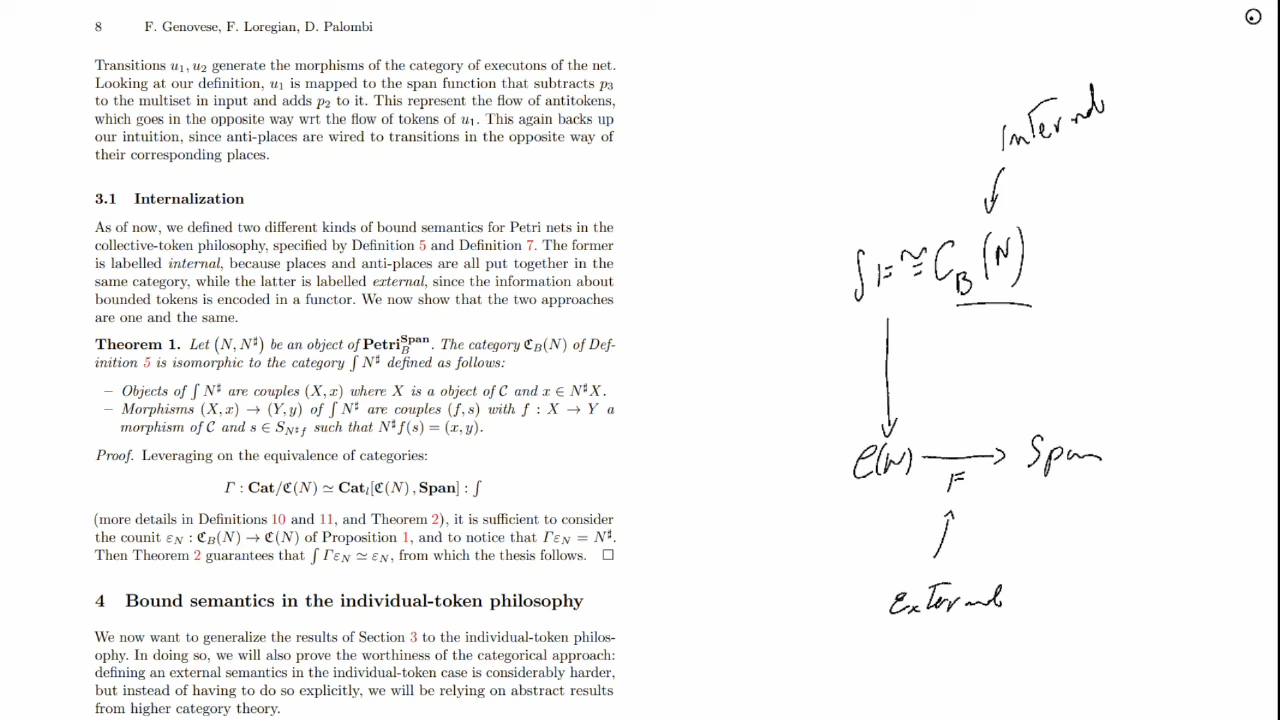 8 F. Genovese, F. Loregian, D. Palombi
Transitions u₁, u₂ generate the morphisms of the category of executons of the net.
Looking at our definition, u₁ is mapped to the span function that subtracts p₃
to the multiset in input and adds p₂ to it. This represent the flow of antitokens,
which goes in the opposite way wrt the flow of tokens of u₁. This again backs up
our intuition, since anti-places are wired to transitions in the opposite way of
their corresponding places.
3.1 Internalization
As of now, we defined two different kinds of bound semantics for Petri nets in the
collective-token philosophy, specified by Definition 5 and Definition 7. The former
is labelled internal, because places and anti-places are all put together in the
same category, while the latter is labelled external, since the information about
bounded tokens is encoded in a functor. We now show that the two approaches
are one and the same.
Theorem 1. Let (N, N♯) be an object of Petri_B^Span. The category ℭ_B(N) of Def-
inition 5 is isomorphic to the category ∫ N♯ defined as follows:
– Objects of ∫ N♯ are couples (X, x) where X is a object of C and x ∈ N♯X.
– Morphisms (X, x) → (Y, y) of ∫ N♯ are couples (f, s) with f : X → Y a
morphism of C and s ∈ S_{N♯f} such that N♯f(s) = (x, y).
Proof. Leveraging on the equivalence of categories:
Γ : Cat/ℭ(N) ≃ Cat_l[ℭ(N), Span] : ∫
(more details in Definitions 10 and 11, and Theorem 2), it is sufficient to consider
the counit ε_N : ℭ_B(N) → ℭ(N) of Proposition 1, and to notice that Γε_N = N♯.
Then Theorem 2 guarantees that ∫ Γε_N ≃ ε_N, from which the thesis follows. □
4 Bound semantics in the individual-token philosophy
We now want to generalize the results of Section 3 to the individual-token philos-
ophy. In doing so, we will also prove the worthiness of the categorical approach:
defining an external semantics in the individual-token case is considerably harder,
but instead of having to do so explicitly, we will be relying on abstract results
from higher category theory.
Internal
∫ F ≅ C_B (N)
C(N) → Span
F
External